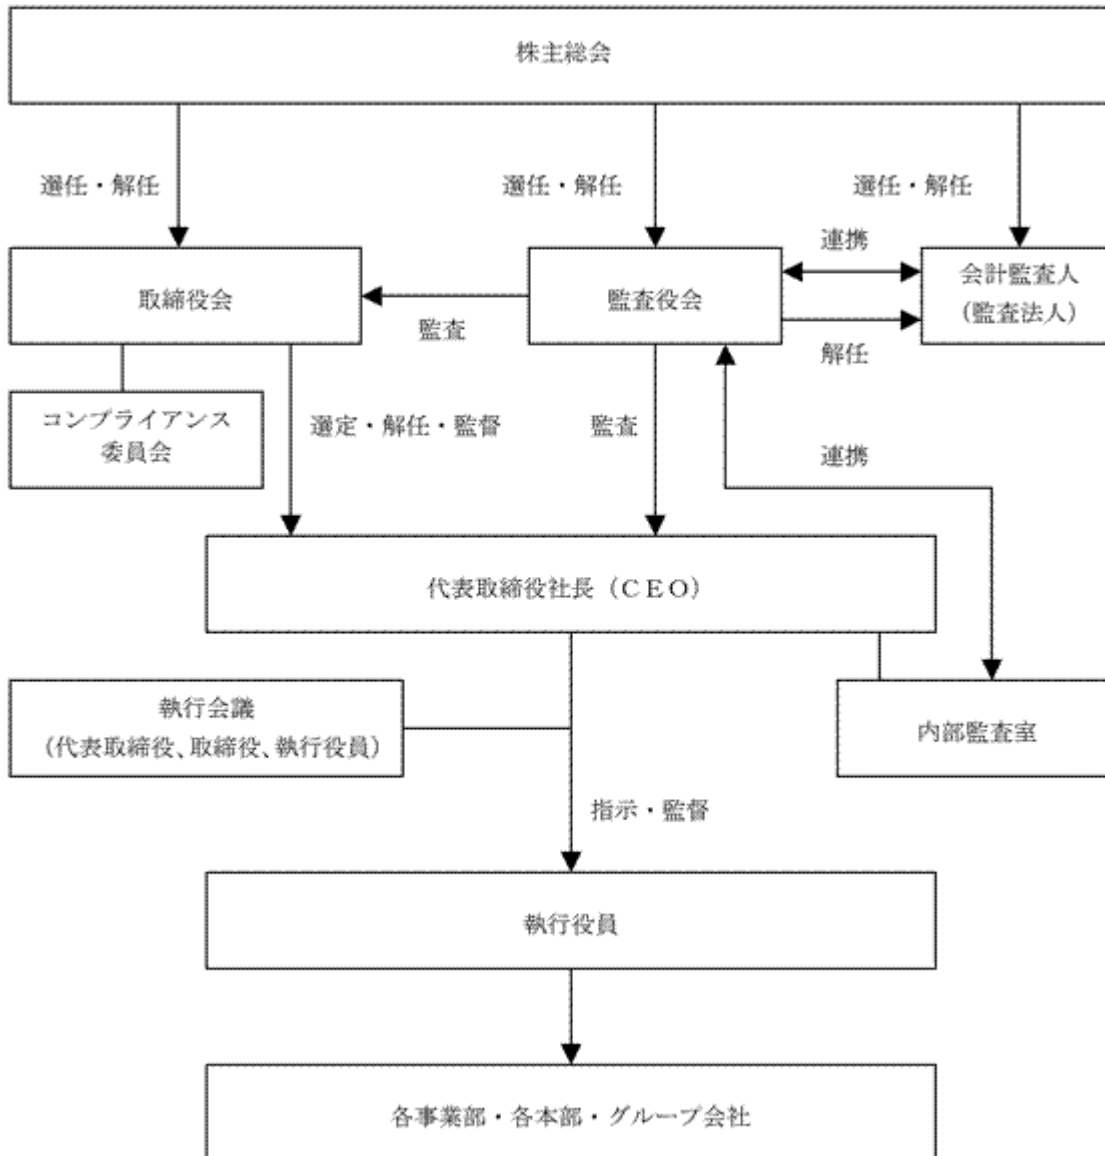 株主総会
選任・解任
選任・解任
選任・解任
連携
取締役会
監査役会
会計監査人
（監査法人）
監査
解任
コンプライアンス
委員会
選定・解任・監督
監査
連携
代表取締役社長（ＣＥＯ）
執行会議
（代表取締役、取締役、執行役員）
内部監査室
指示・監督
執行役員
各事業部・各本部・グループ会社